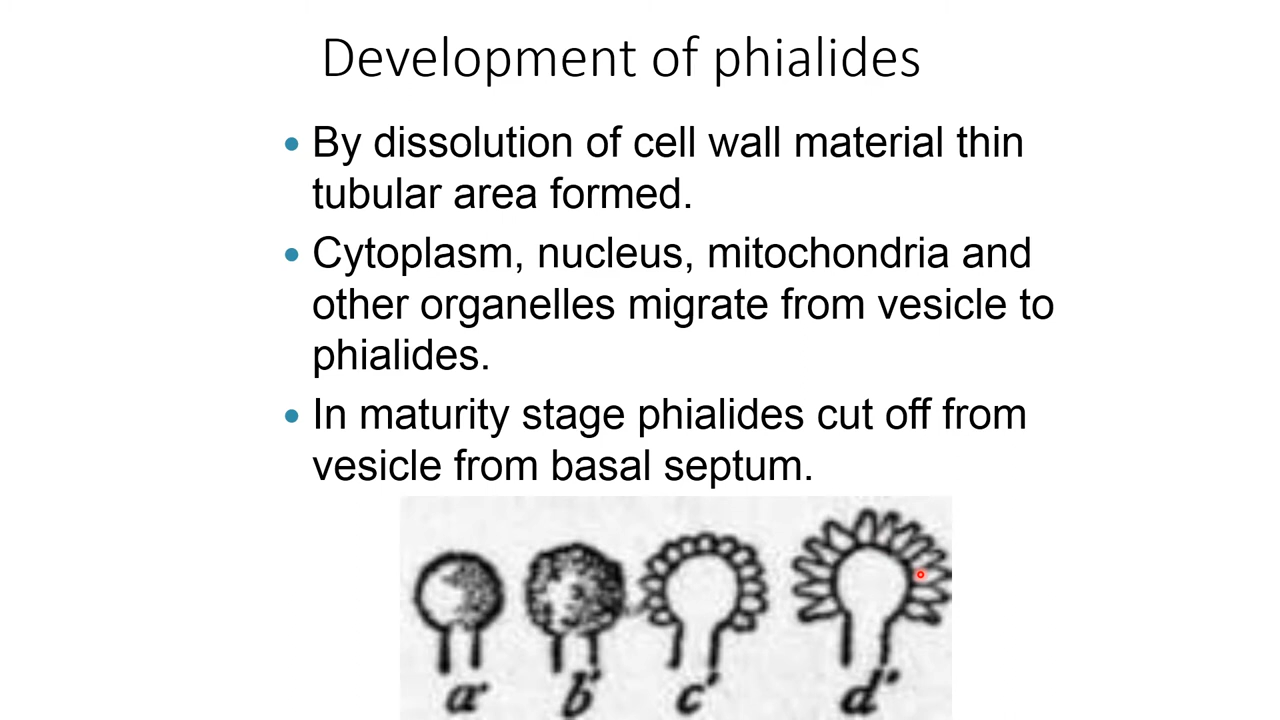 Development of phialides
• By dissolution of cell wall material thin
tubular area formed.
• Cytoplasm, nucleus, mitochondria and
other organelles migrate from vesicle to
phialides.
• In maturity stage phialides cut off from
vesicle from basal septum.
a' b' c' d'